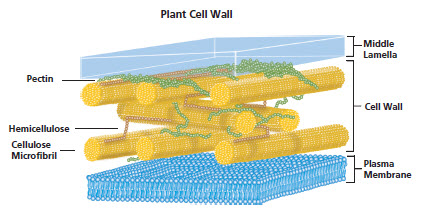 Plant Cell Wall
Middle
Lamella
Pectin
Cell Wall
Hemicellulose
Cellulose
Microfibril
Plasma
Membrane